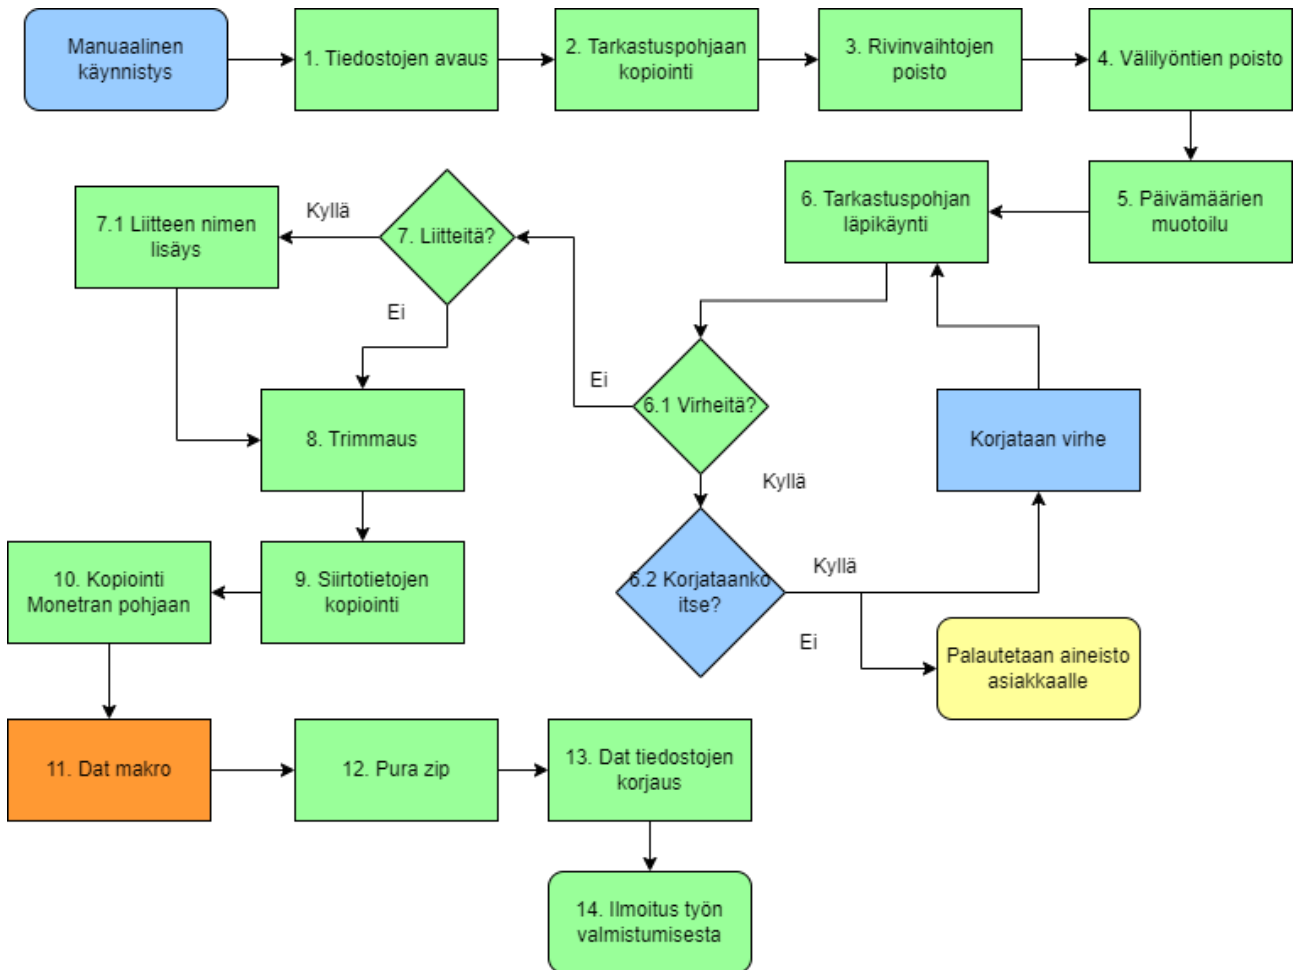 Manuaalinen
käynnistys
1. Tiedostojen avaus
2. Tarkastuspohjaan
kopiointi
3. Rivinvaihtojen
poisto
4. Välilyöntien poisto
5. Päivämäärien
muotoilu
6. Tarkastuspohjan
läpikäynti
6.1 Virheitä?
Ei
Kyllä
6.2 Korjataanko
itse?
Kyllä
Ei
Korjataan virhe
Palautetaan aineisto
asiakkaalle
7. Liitteitä?
Kyllä
Ei
7.1 Liitteen nimen
lisäys
8. Trimmaus
9. Siirtotietojen
kopiointi
10. Kopiointi
Monetran pohjaan
11. Dat makro
12. Pura zip
13. Dat tiedostojen
korjaus
14. Ilmoitus työn
valmistumisesta